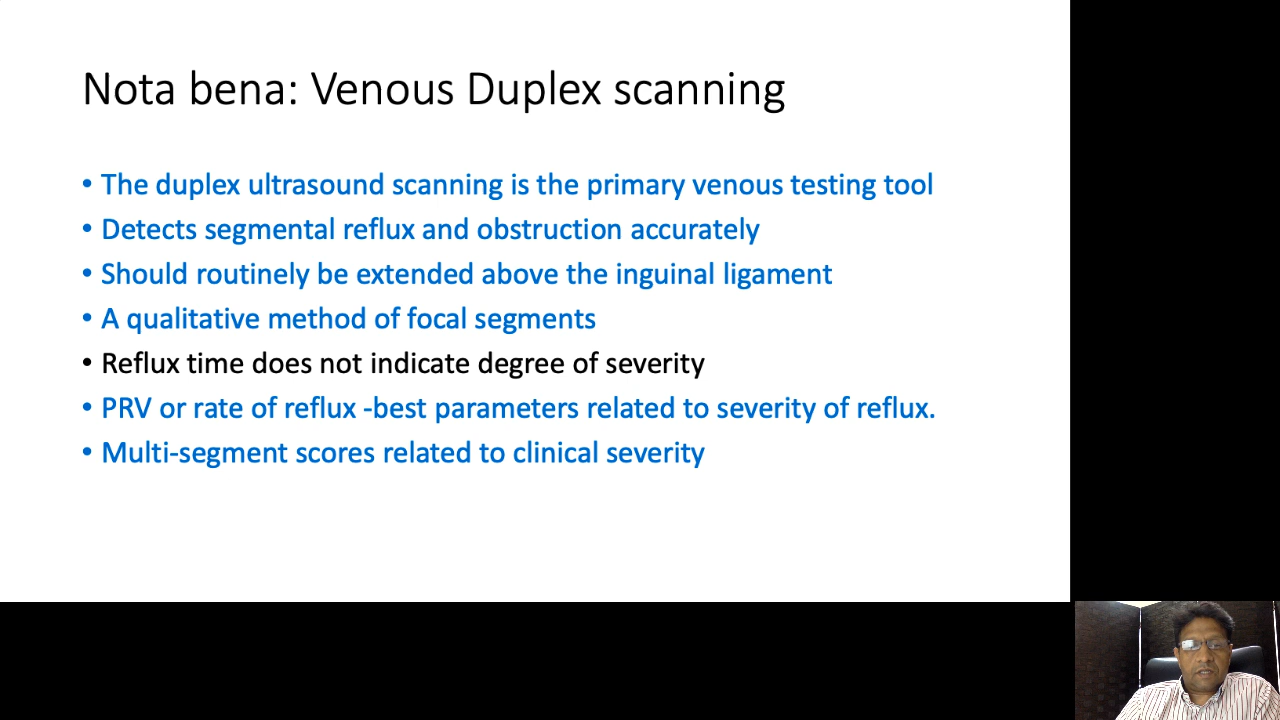 Nota bena: Venous Duplex scanning
• The duplex ultrasound scanning is the primary venous testing tool
• Detects segmental reflux and obstruction accurately
• Should routinely be extended above the inguinal ligament
• A qualitative method of focal segments
• Reflux time does not indicate degree of severity
• PRV or rate of reflux -best parameters related to severity of reflux.
• Multi-segment scores related to clinical severity